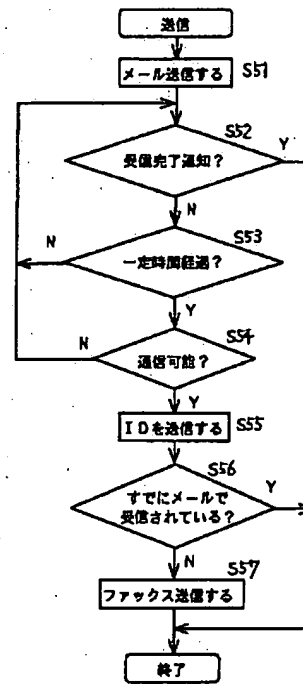 送信
メール送信する S51
S52
受信完了通知? Y
N
S53
N
一定時間経過?
Y
S54
N
通信可能?
Y
IDを送信する S55
S56
Y
すでにメールで
受信されている?
N
S57
ファックス送信する
終了